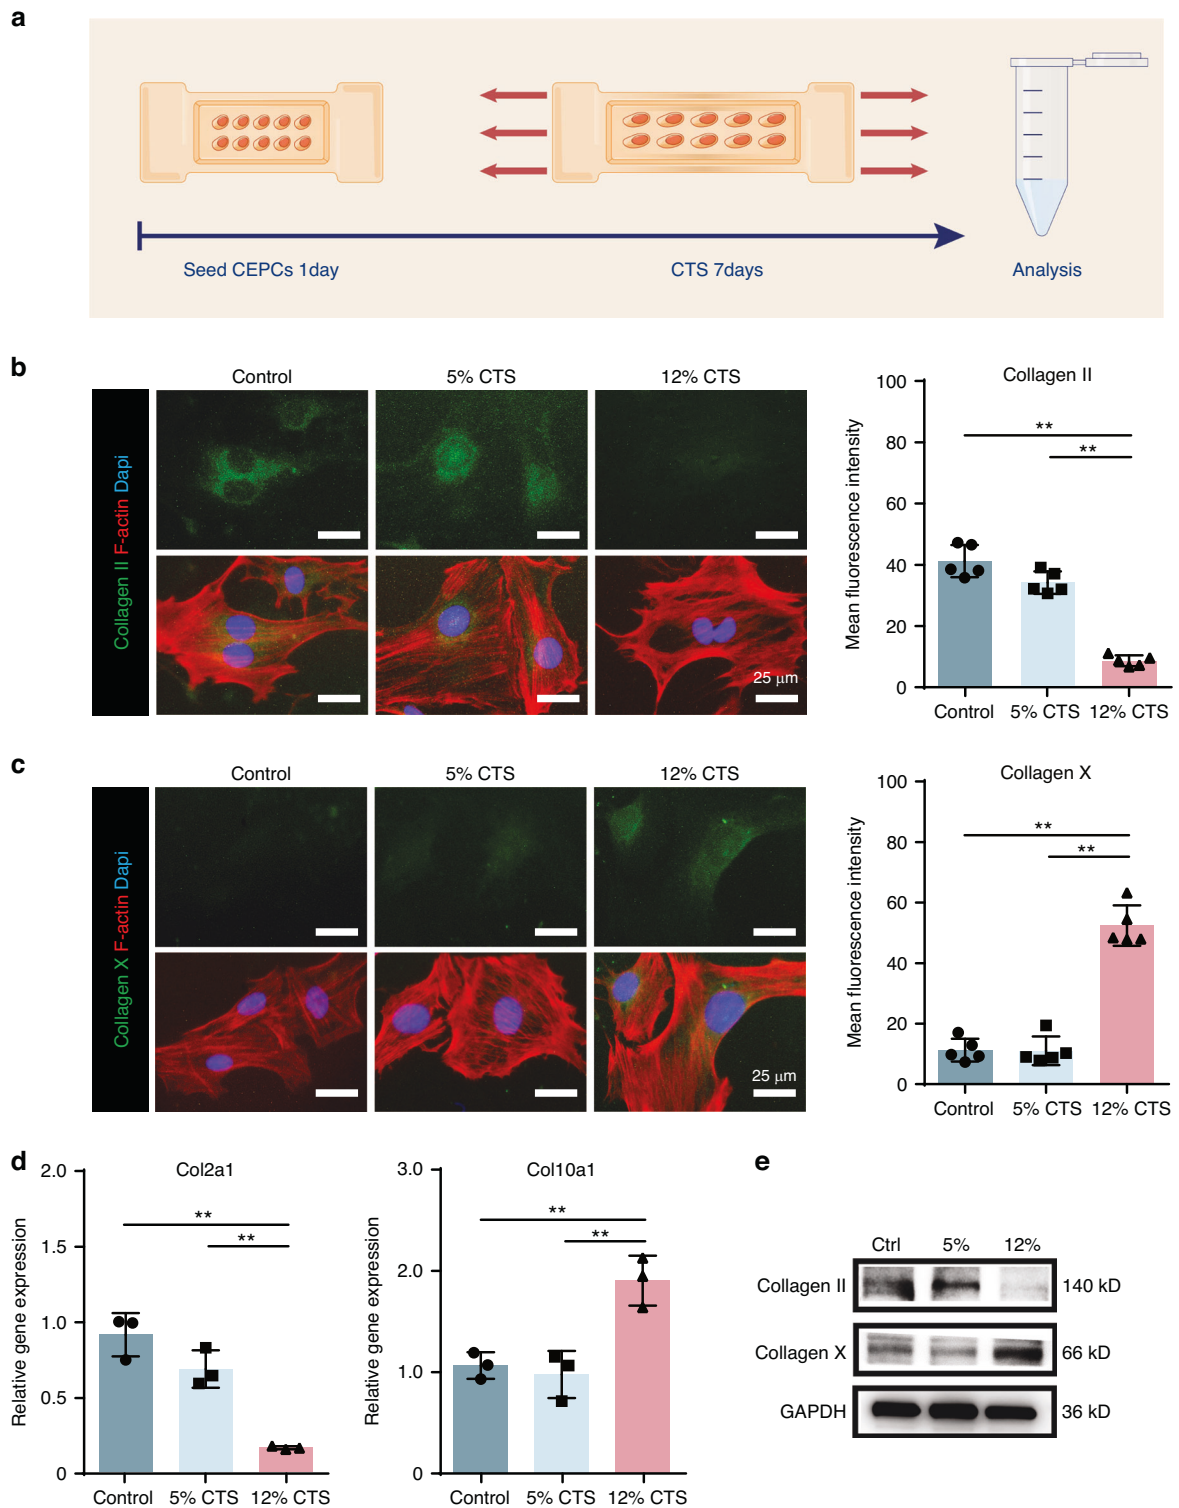 a
Seed CEPCs 1day
CTS 7days
Analysis
b
Control
5% CTS
12% CTS
Collagen II F-actin Dapi
25 μm
Collagen II
Mean fluorescence intensity
100
80
60
40
20
0
**
**
Control
5% CTS
12% CTS
c
Control
5% CTS
12% CTS
Collagen X F-actin Dapi
25 μm
Collagen X
Mean fluorescence intensity
100
80
60
40
20
0
**
**
Control
5% CTS
12% CTS
d
Col2a1
Relative gene expression
2.0
1.5
1.0
0.5
0
**
**
Control
5% CTS
12% CTS
Col10a1
Relative gene expression
3.0
2.0
1.0
0
**
**
Control
5% CTS
12% CTS
e
Ctrl
5%
12%
Collagen II
140 kD
Collagen X
66 kD
GAPDH
36 kD